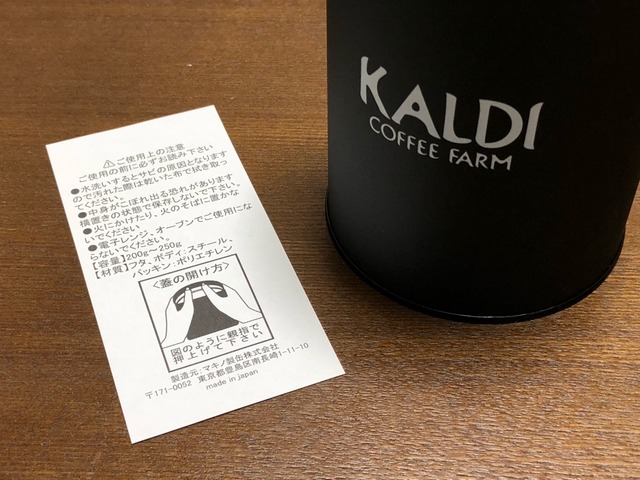 ⚠ご使用上の注意
ご使用の前に必ずお読み下さい
●水洗いするとサビの原因となります
ので汚れた際は乾いた布で拭き取っ
てください。
●中身がこぼれ出る恐れがあります
横置きの状態で保存しないで下さい。
●火にかけたり、火のそばに置かな
いでください
●電子レンジ、オーブンでご使用にな
らないでください。
【容量】200g~250g
【材質】フタ、ボディ:スチール、
パッキン:ポリエチレン
<蓋の開け方>
図のように親指で
押上げて下さい
製造元:マキノ製缶株式会社
〒171-0052 東京都豊島区南長崎1-11-10
made in japan
KALDI
COFFEE FARM